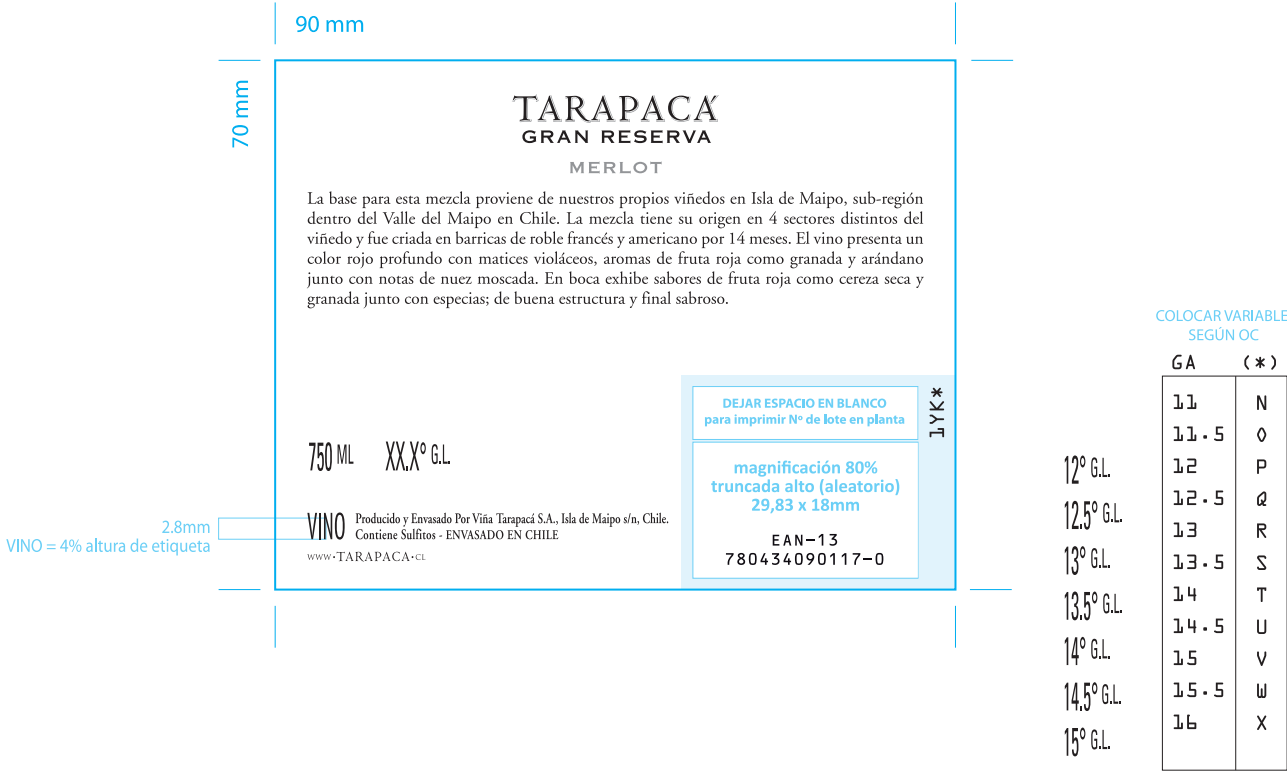 90 mm
70 mm
TARAPACÁ
GRAN RESERVA
MERLOT
La base para esta mezcla proviene de nuestros propios viñedos en Isla de Maipo, sub-región
dentro del Valle del Maipo en Chile. La mezcla tiene su origen en 4 sectores distintos del
viñedo y fue criada en barricas de roble francés y americano por 14 meses. El vino presenta un
color rojo profundo con matices violáceos, aromas de fruta roja como granada y arándano
junto con notas de nuez moscada. En boca exhibe sabores de fruta roja como cereza seca y
granada junto con especias; de buena estructura y final sabroso.
750 ML XX.X° G.L.
VINO
Producido y Envasado Por Viña Tarapacá S.A., Isla de Maipo s/n, Chile.
Contiene Sulfitos - ENVASADO EN CHILE
WWW·TARAPACA·CL
2.8mm
VINO = 4% altura de etiqueta
DEJAR ESPACIO EN BLANCO
para imprimir Nº de lote en planta
1YK*
magnificación 80%
truncada alto (aleatorio)
29,83 x 18mm
EAN-13
780434090117-0
12° G.L.
12.5° G.L.
13° G.L.
13.5° G.L.
14° G.L.
14.5° G.L.
15° G.L.
COLOCAR VARIABLE
SEGÚN OC
GA (*)
11 N
11.5 O
12 P
12.5 Q
13 R
13.5 S
14 T
14.5 U
15 V
15.5 W
16 X